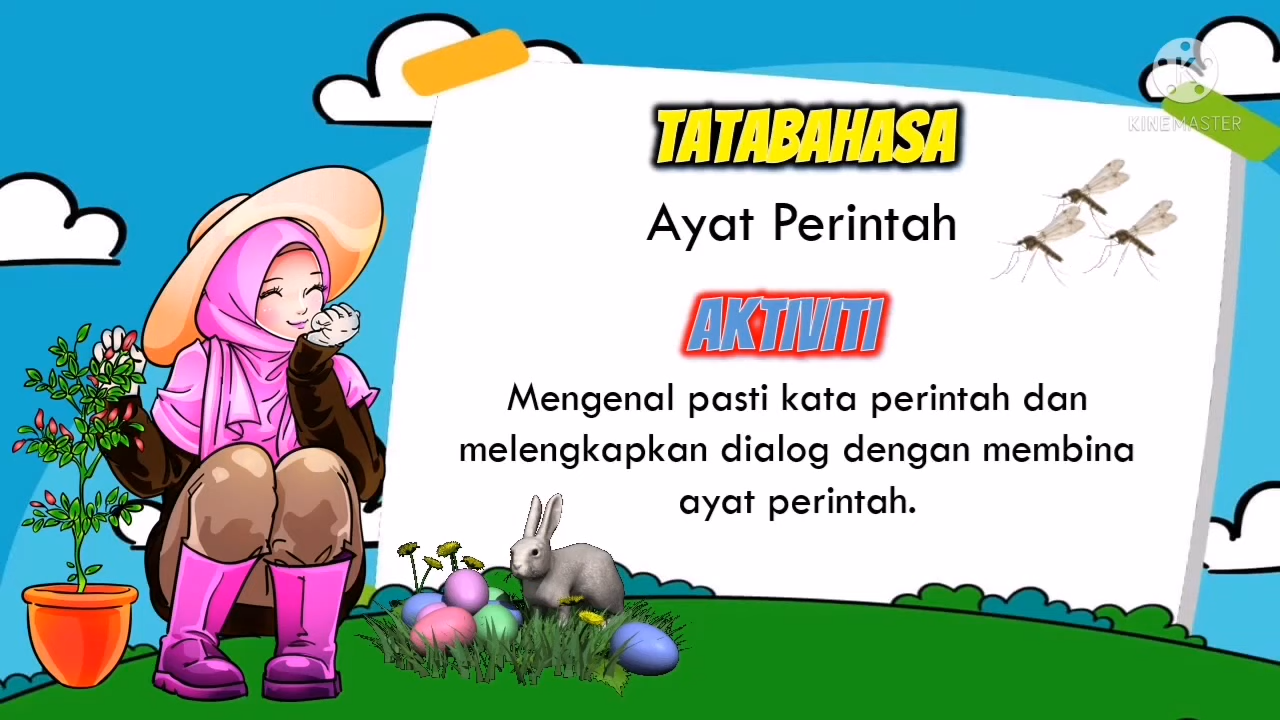 TATABAHASA
Ayat Perintah
AKTIVITI
Mengenal pasti kata perintah dan
melengkapkan dialog dengan membina
ayat perintah.
K
KINEMASTER